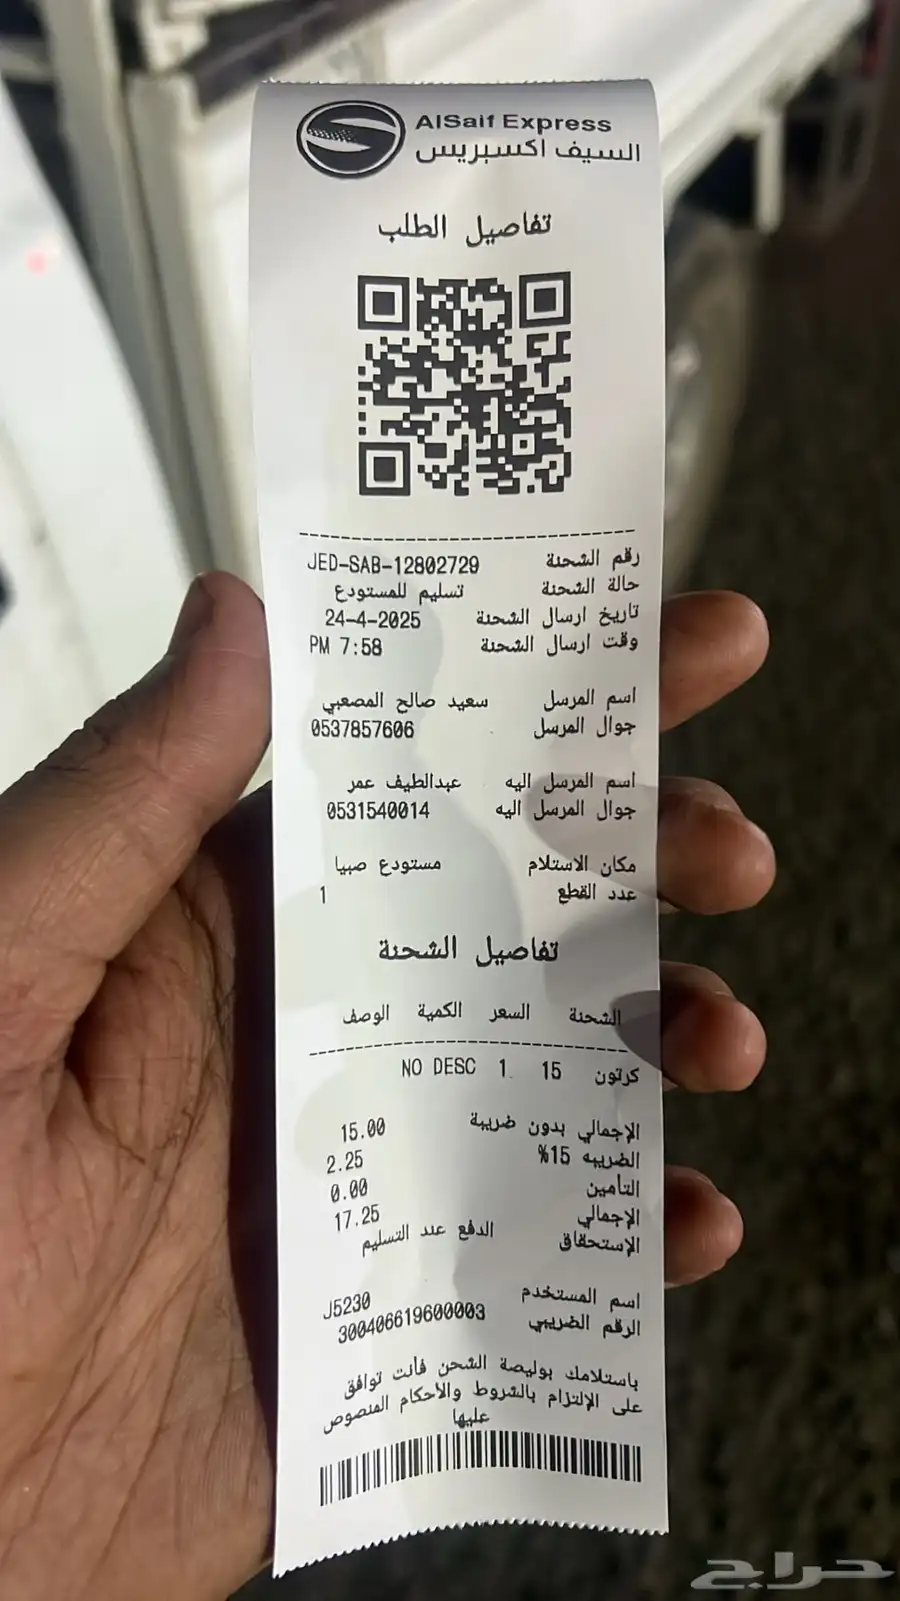 AlSaif Express
السيف اكسبريس
تفاصيل الطلب
رقم الشحنة JED-SAB-12802729
حالة الشحنة تسليم للمستودع
تاريخ ارسال الشحنة 24-4-2025
وقت ارسال الشحنة 7:58 PM
اسم المرسل سعيد صالح المصعبي
جوال المرسل 0537857606
اسم المرسل اليه عبدالطيف عمر
جوال المرسل اليه 0531540014
مكان الاستلام مستودع صبيا
عدد القطع 1
تفاصيل الشحنة
الشحنة السعر الكمية الوصف
كرتون 15 1 NO DESC
الإجمالي بدون ضريبة 15.00
الضريبه 15% 2.25
التأمين 0.00
الإجمالي 17.25
الإستحقاق الدفع عند التسليم
اسم المستخدم J5230
الرقم الضريبي 300406619600003
باستلامك بوليصة الشحن فأنت توافق
على الإلتزام بالشروط والأحكام المنصوص
عليها
حراج